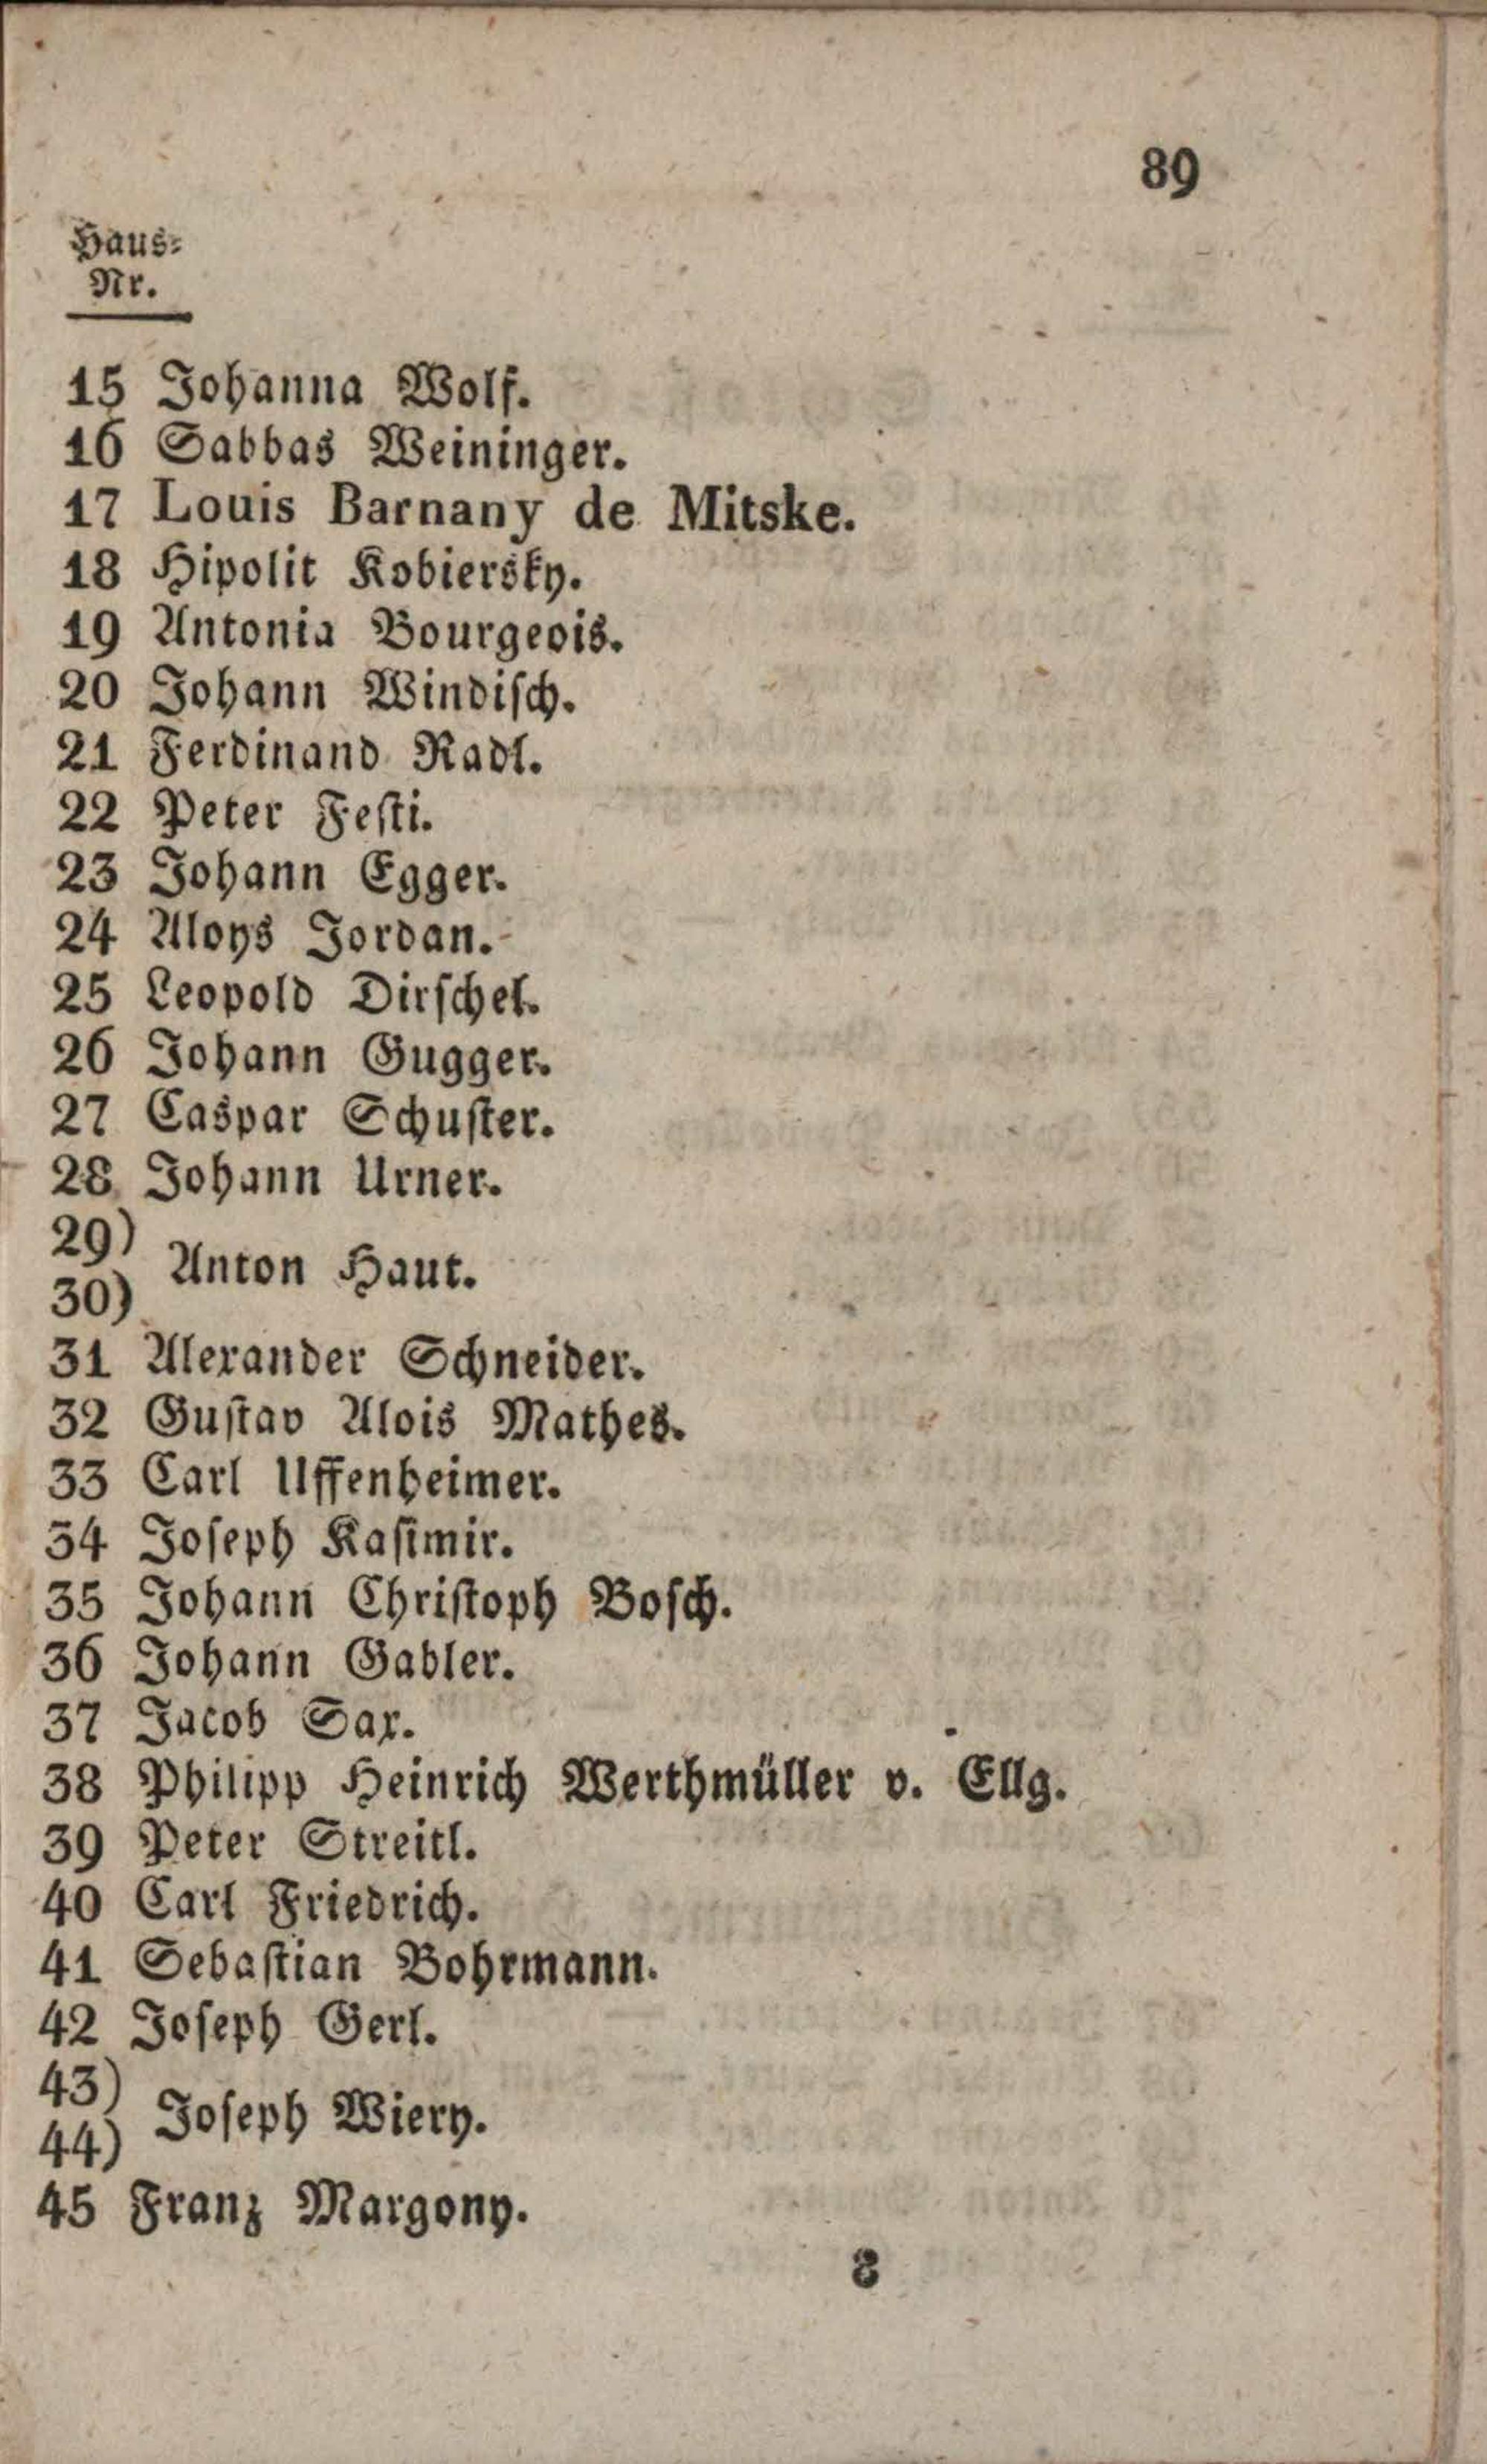 89
Haus-
Nr.
15 Johanna Wolf.
16 Sabbas Weininger.
17 Louis Barnany de Mitske.
18 Hipolit Kobiersky.
19 Antonia Bourgeois.
20 Johann Windisch.
21 Ferdinand Radl.
22 Peter Festi.
23 Johann Egger.
24 Aloys Jordan.
25 Leopold Dirschel.
26 Johann Gugger.
27 Caspar Schuster.
28 Johann Urner.
29)
Anton Haut.
30)
31 Alexander Schneider.
32 Gustav Alois Mathes.
33 Carl Uffenheimer.
34 Joseph Kasimir.
35 Johann Christoph Bosch.
36 Johann Gabler.
37 Jacob Sax.
38 Philipp Heinrich Werthmüller v. Ellg.
39 Peter Streitl.
40 Carl Friedrich.
41 Sebastian Bohrmann.
42 Joseph Gerl.
43)
Joseph Wiery.
44)
45 Franz Margony.
8